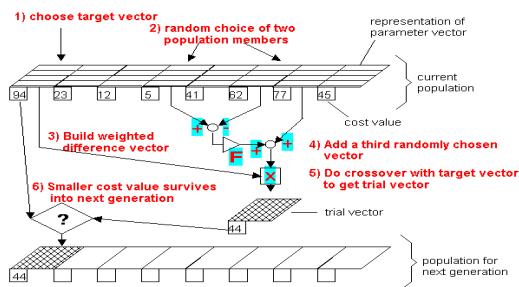 1) choose target vector
2) random choice of two
population members
representation of
parameter vector
94 23 12 5 41 62 77 45
current
population
cost value
+ -
F + +
3) Build weighted
difference vector
4) Add a third randomly chosen
vector
5) Do crossover with target vector
to get trial vector
X
6) Smaller cost value survives
into next generation
?
44
trial vector
44
population for
next generation